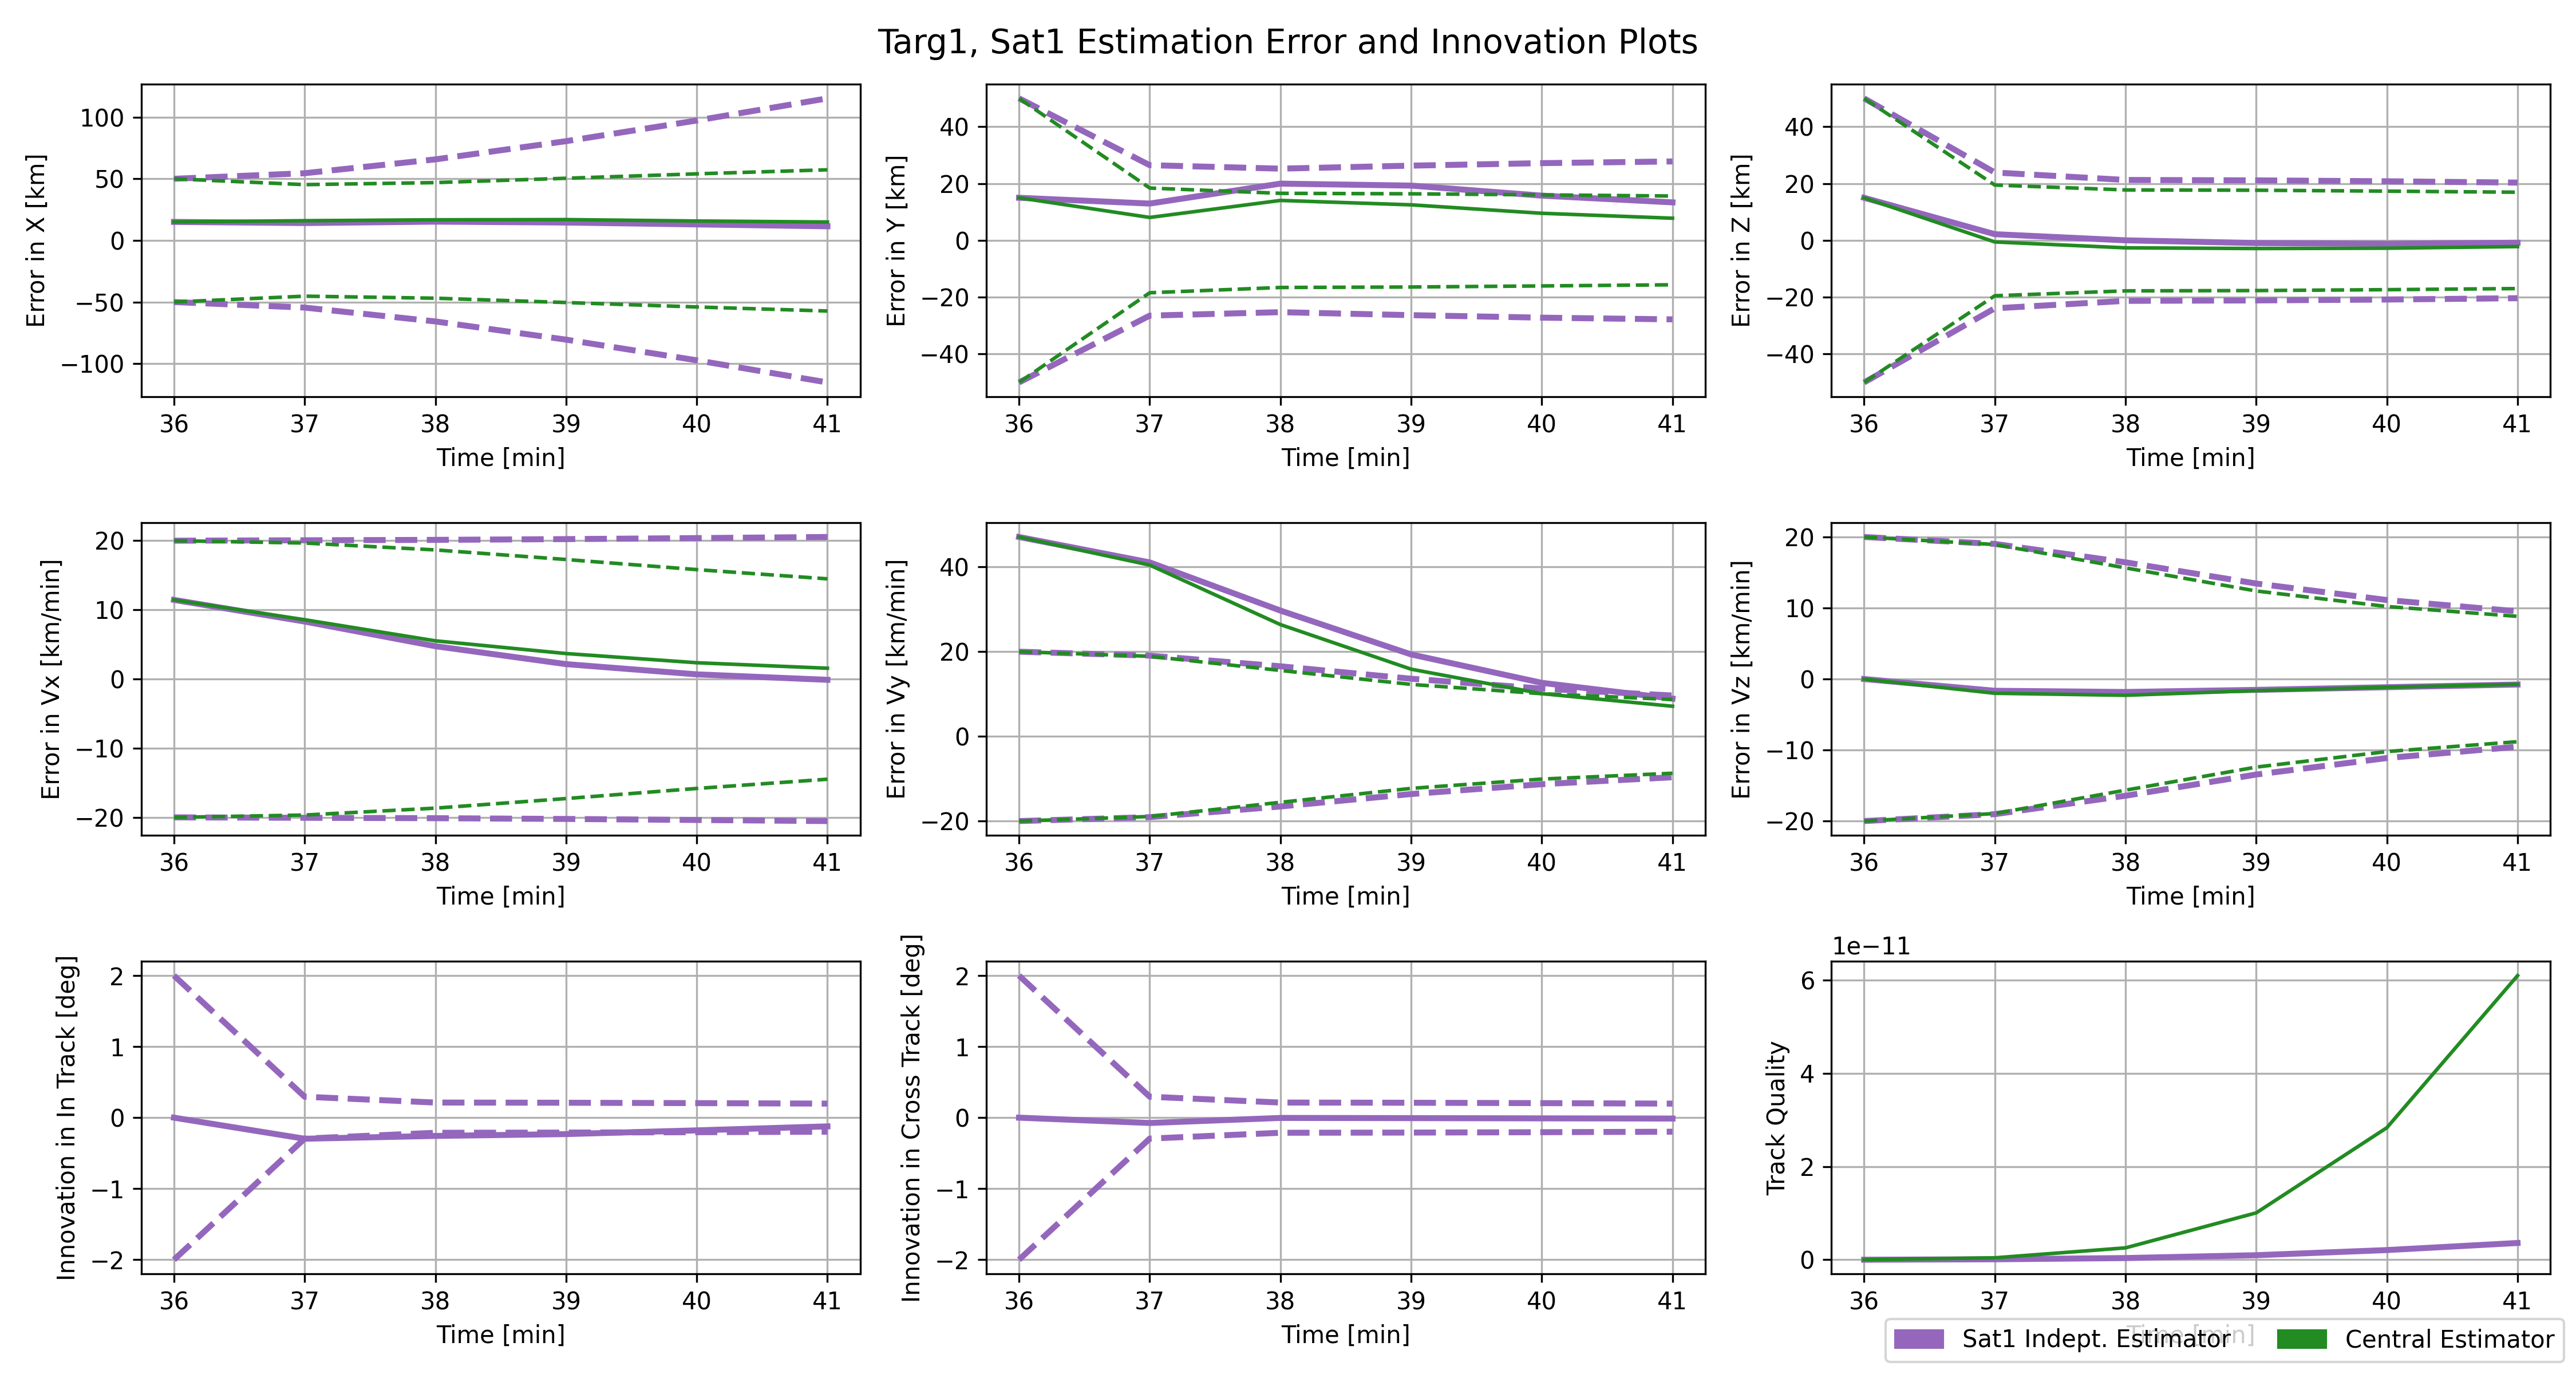 Targ1, Sat1 Estimation Error and Innovation Plots
Error in X [km]
100
50
0
−50
−100
36 37 38 39 40 41
Time [min]
Error in Y [km]
40
20
0
−20
−40
36 37 38 39 40 41
Time [min]
Error in Z [km]
40
20
0
−20
−40
36 37 38 39 40 41
Time [min]
Error in Vx [km/min]
20
10
0
−10
−20
36 37 38 39 40 41
Time [min]
Error in Vy [km/min]
40
20
0
−20
36 37 38 39 40 41
Time [min]
Error in Vz [km/min]
20
10
0
−10
−20
36 37 38 39 40 41
Time [min]
Innovation in In Track [deg]
2
1
0
−1
−2
36 37 38 39 40 41
Time [min]
Innovation in Cross Track [deg]
2
1
0
−1
−2
36 37 38 39 40 41
Time [min]
1e−11
Track Quality
6
4
2
0
36 37 38 39 40 41
Time [min]
Sat1 Indept. Estimator
Central Estimator